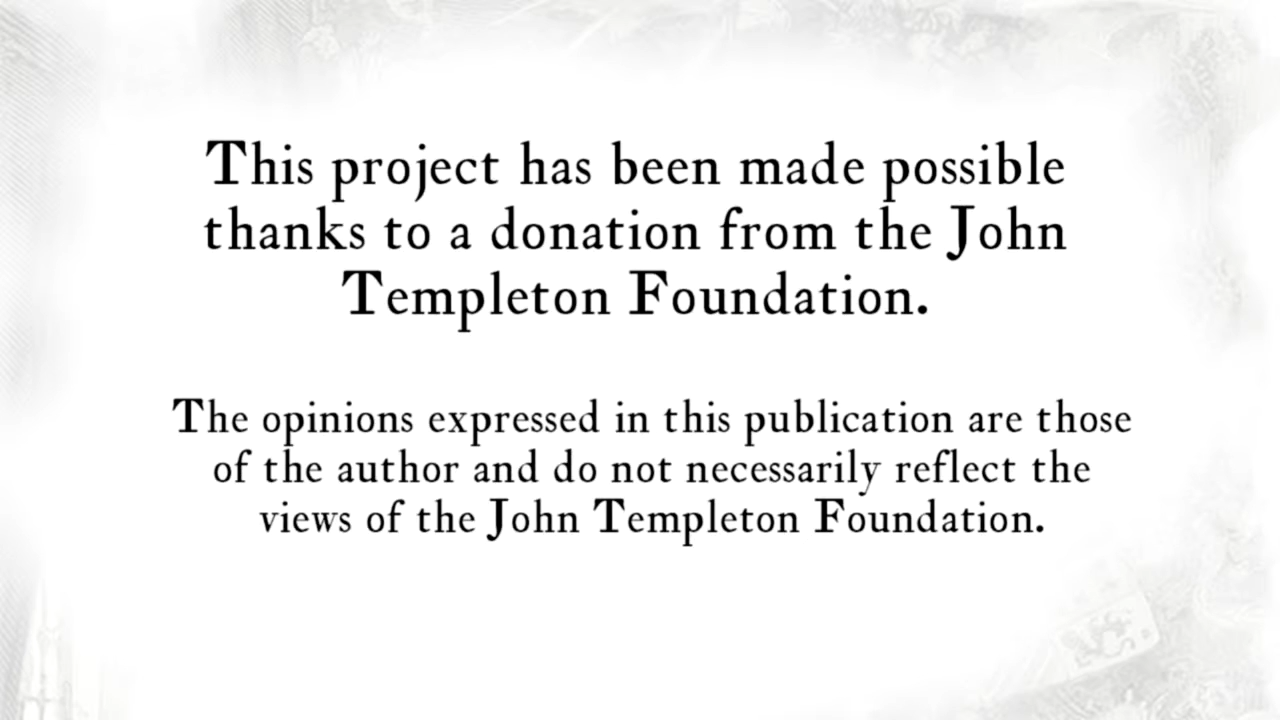 This project has been made possible
thanks to a donation from the John
Templeton Foundation.
The opinions expressed in this publication are those
of the author and do not necessarily reflect the
views of the John Templeton Foundation.